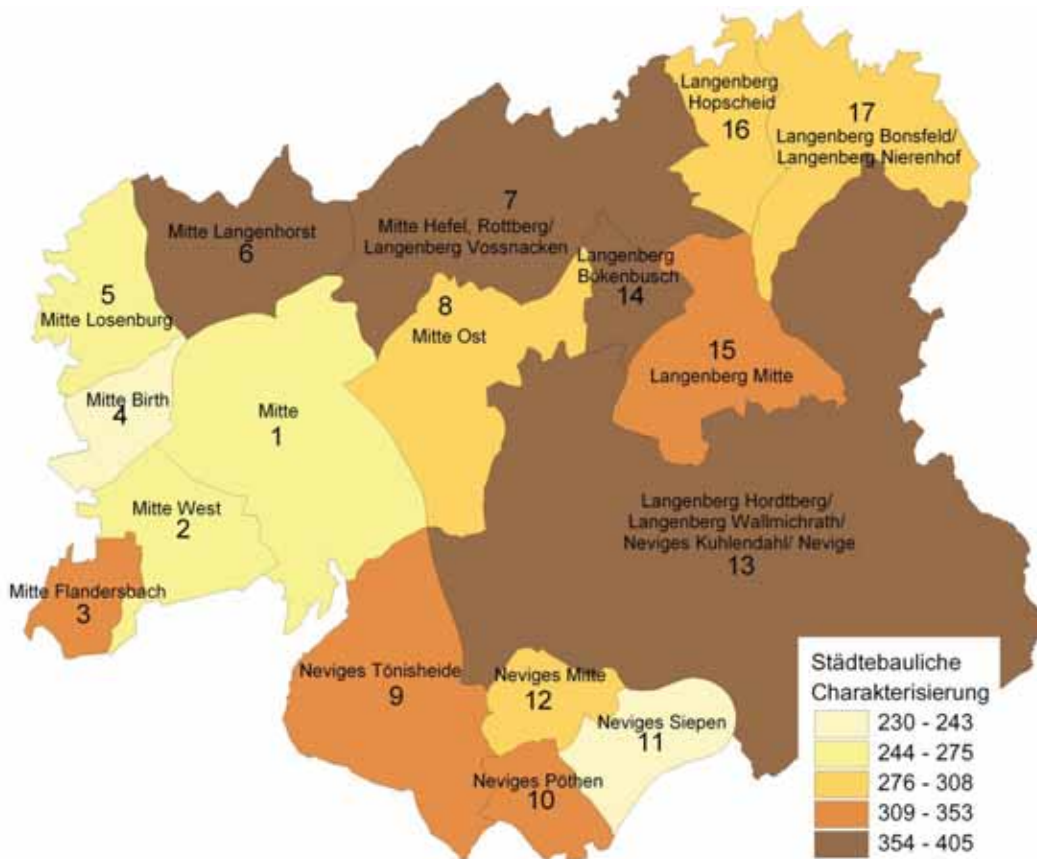 Langenberg
Hopscheid
16
17
Langenberg Bonsfeld/
Langenberg Nierenhof
7
Mitte Hefel, Rottberg/
Langenberg Vossnacken
Mitte Langenhorst
6
Langenberg
Bökenbusch
14
5
Mitte Losenburg
8
Mitte Ost
15
Langenberg Mitte
Mitte Birth
4
Mitte
1
Mitte West
2
Langenberg Hordtberg/
Langenberg Wallmichrath/
Neviges Kuhlendahl/ Nevige
13
Mitte Flandersbach
3
Neviges Tönisheide
9
Neviges Mitte
12
Neviges Siepen
11
Neviges Pöthen
10
Städtebauliche
Charakterisierung
230 - 243
244 - 275
276 - 308
309 - 353
354 - 405